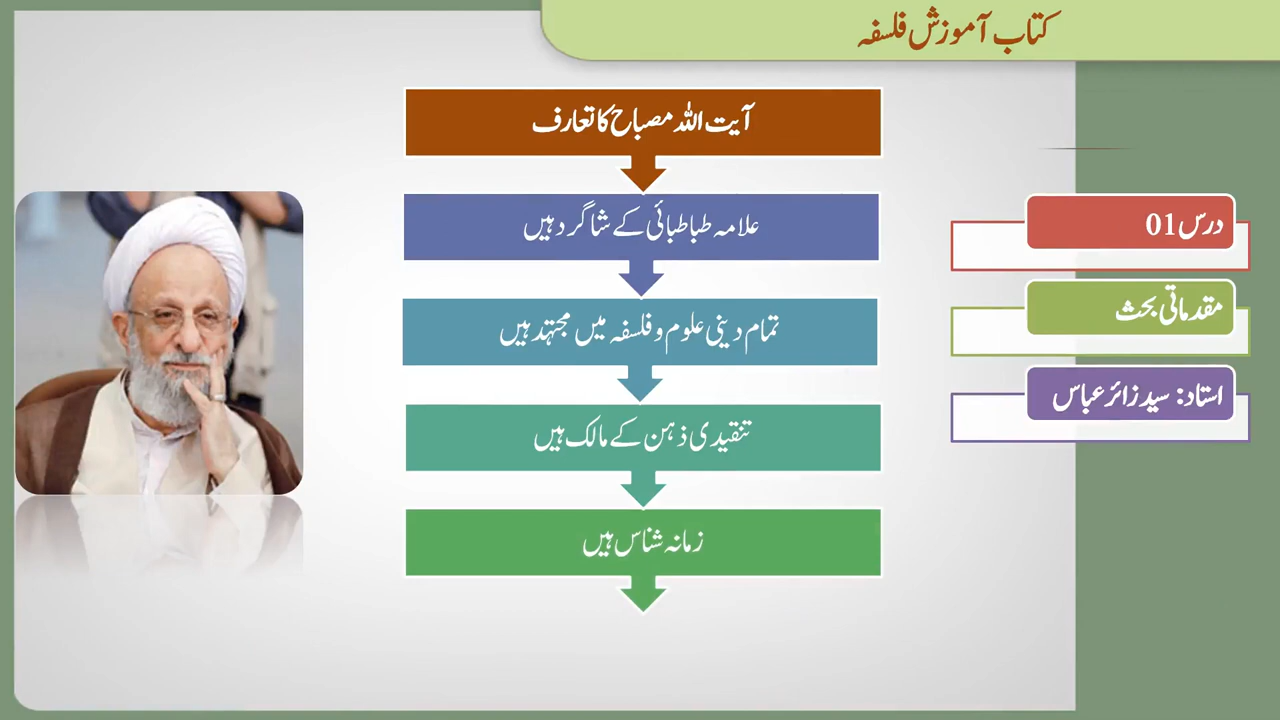 کتاب آموزش فلسفہ
آیت اللہ مصباح کا تعارف
علامہ طباطبائی کے شاگرد ہیں
تمام دینی علوم و فلسفہ میں مجتہد ہیں
تنقیدی ذہن کے مالک ہیں
زمانہ شناس ہیں
درس 01
مقدماتی بحث
استاد: سید زائر عباس